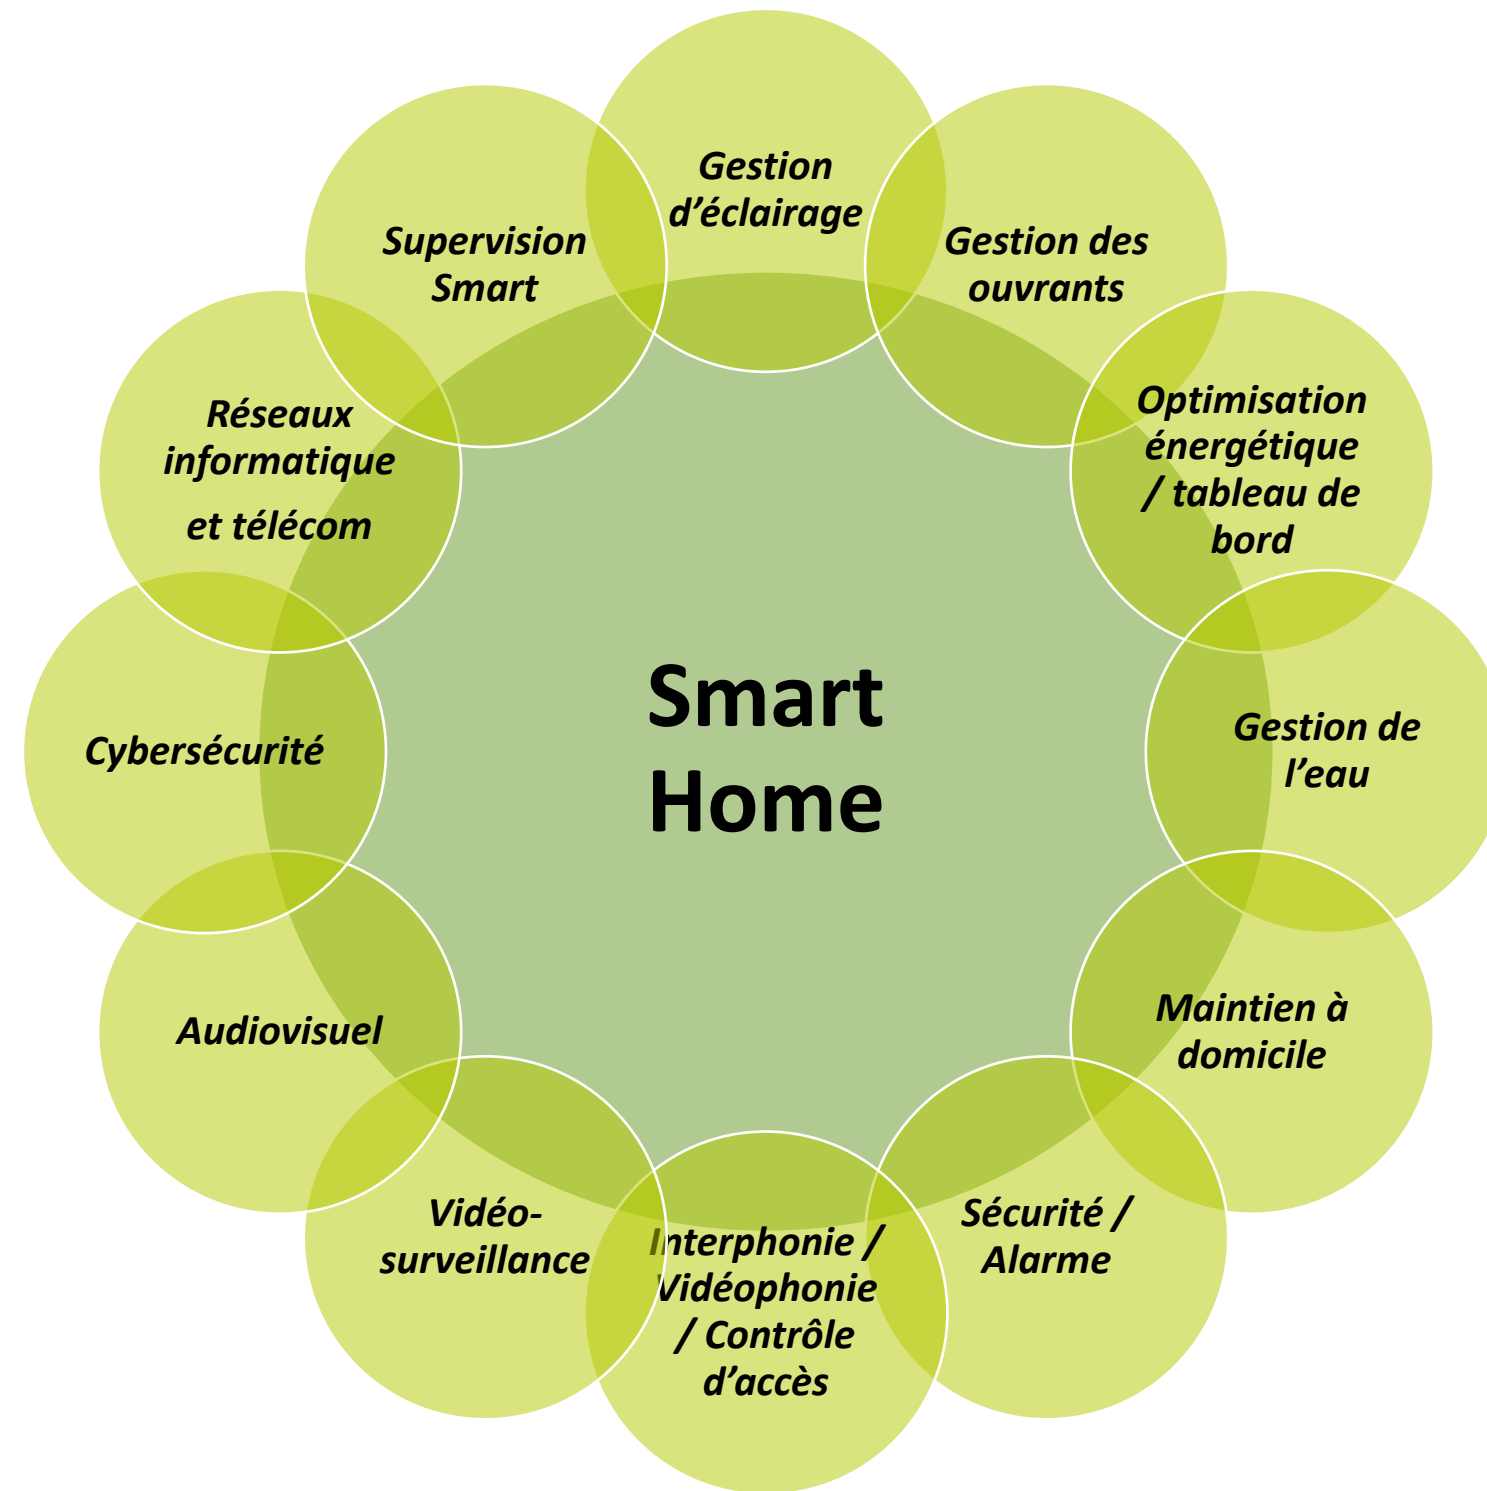 Gestion
d’éclairage
Gestion des
ouvrants
Optimisation
énergétique
/ tableau de
bord
Gestion de
l’eau
Maintien à
domicile
Sécurité /
Alarme
Interphonie /
Vidéophonie
/ Contrôle
d’accès
Vidéo-
surveillance
Audiovisuel
Cybersécurité
Réseaux
informatique
et télécom
Supervision
Smart
Smart
Home